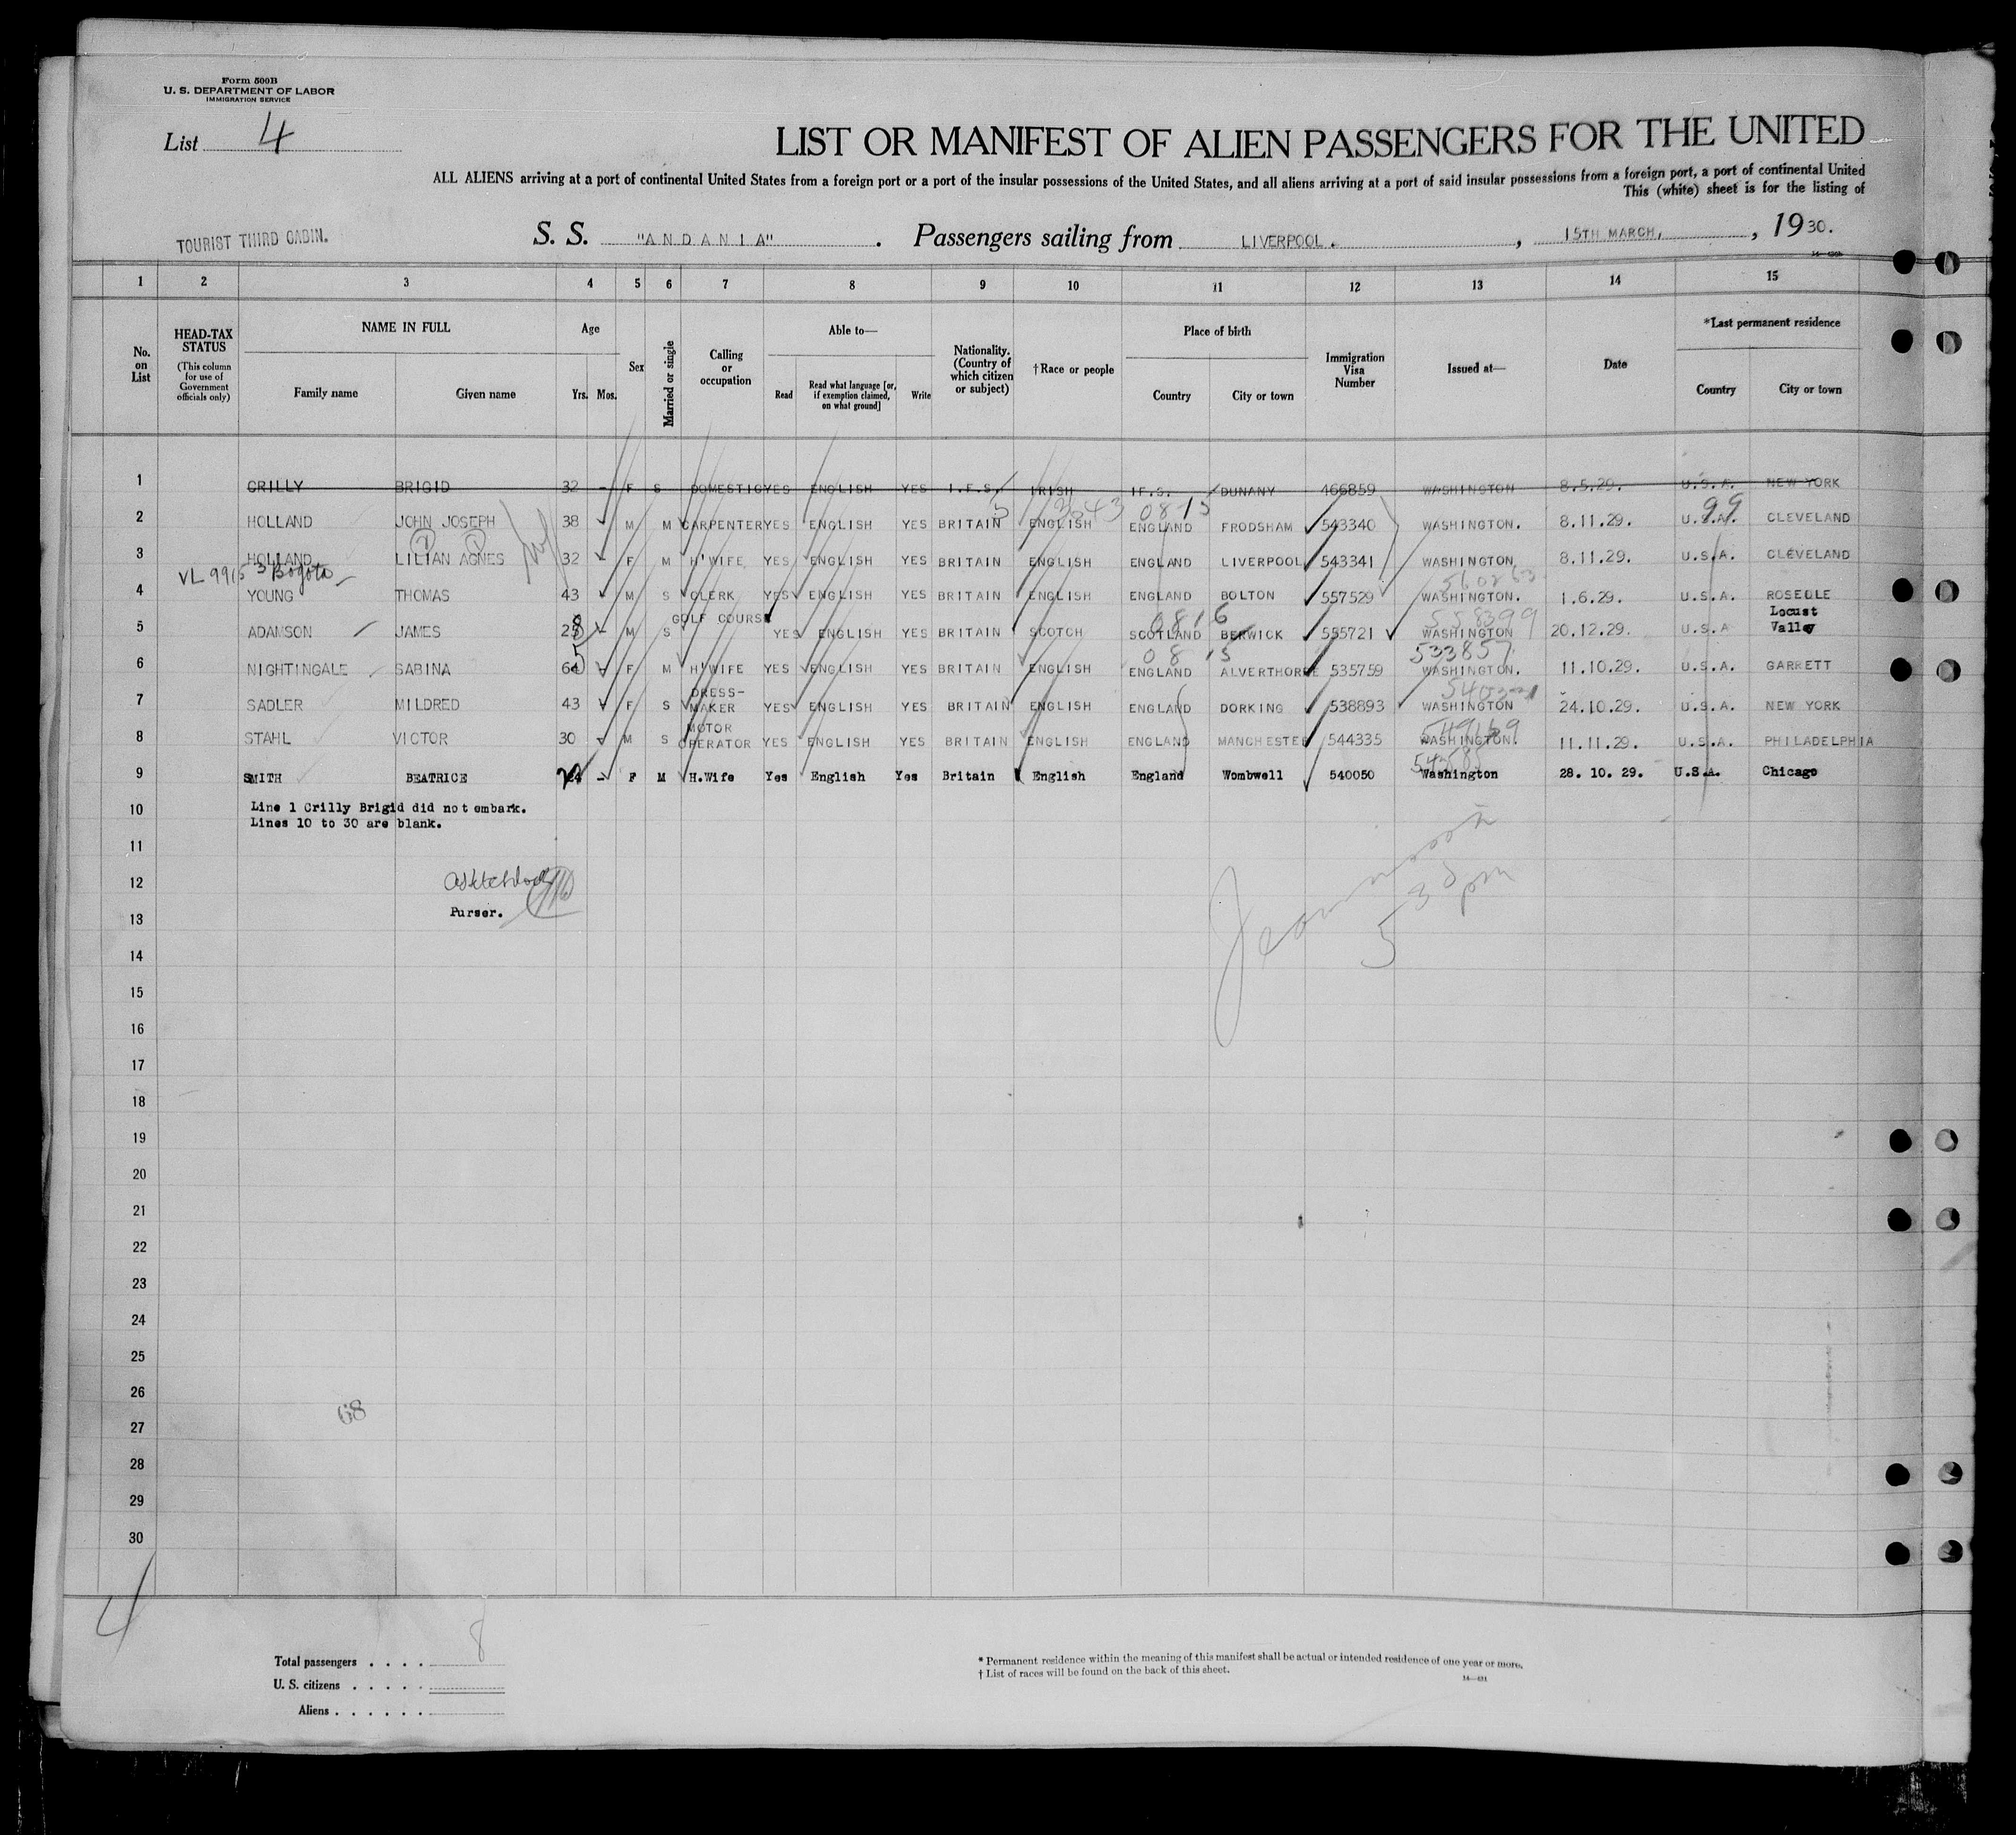 Form 500B
U. S. DEPARTMENT OF LABOR
IMMIGRATION SERVICE
List 4
LIST OR MANIFEST OF ALIEN PASSENGERS FOR THE UNITED
ALL ALIENS arriving at a port of continental United States from a foreign port or a port of the insular possessions of the United States, and all aliens arriving at a port of said insular possessions from a foreign port, a port of continental United
This (white) sheet is for the listing of
TOURIST THIRD CABIN.
S. S. "ANDANIA" . Passengers sailing from LIVERPOOL. , 15TH MARCH, , 1930.
1 2 3 4 5 6 7 8 9 10 11 12 13 14 15
No. on List
HEAD-TAX STATUS (This column for use of Government officials only)
NAME IN FULL Family name Given name
Age Yrs. Mos.
Sex
Married or single
Calling or occupation
Able to— Read Read what language [or, if exemption claimed, on what ground] Write
Nationality. (Country of which citizen or subject)
†Race or people
Place of birth Country City or town
Immigration Visa Number
Issued at—
Date
*Last permanent residence Country City or town
1 CRILLY BRIGID 32 - F S DOMESTIC YES ENGLISH YES I.F.S. IRISH I.F.S. DUNANY 466859 WASHINGTON 8.5.29. U.S.A. NEW YORK
3543 0815 99
2 HOLLAND JOHN JOSEPH 38 M M CARPENTER YES ENGLISH YES BRITAIN ENGLISH ENGLAND FRODSHAM 543340 WASHINGTON. 8.11.29. U.S.A. CLEVELAND
3 HOLLAND LILIAN AGNES 32 F M H'WIFE YES ENGLISH YES BRITAIN ENGLISH ENGLAND LIVERPOOL 543341 WASHINGTON 8.11.29. U.S.A. CLEVELAND
VL 9915 3 Bogota
4 YOUNG THOMAS 43 M S CLERK YES ENGLISH YES BRITAIN ENGLISH ENGLAND BOLTON 557529 WASHINGTON. 1.6.29. U.S.A. ROSELLE
0816 558399
5 ADAMSON JAMES 28 M S GOLF COURSE YES ENGLISH YES BRITAIN SCOTCH SCOTLAND BERWICK 555721 WASHINGTON 20.12.29. U.S.A Locust Valley
0815 533857
6 NIGHTINGALE SABINA 64 F M H'WIFE YES ENGLISH YES BRITAIN ENGLISH ENGLAND ALVERTHORPE 535759 WASHINGTON. 11.10.29. U.S.A. GARRETT
7 SADLER MILDRED 43 F S DRESS-MAKER YES ENGLISH YES BRITAIN ENGLISH ENGLAND DORKING 538893 WASHINGTON 24.10.29. U.S.A. NEW YORK
549169
8 STAHL VICTOR 30 M S MOTOR OPERATOR YES ENGLISH YES BRITAIN ENGLISH ENGLAND MANCHESTER 544335 WASHINGTON. 11.11.29. U.S.A. PHILADELPHIA
9 SMITH BEATRICE 24 - F M H.Wife Yes English Yes Britain English England Wombwell 540050 Washington 28. 10. 29. U.S.A. Chicago
10 Line 1 Crilly Brigid did not embark.
Lines 10 to 30 are blank.
11
12
Purser.
13
5 30 pm
14
15
16
17
18
19
20
21
22
23
24
25
26
68
27
28
29
30
4
Total passengers . . . . 8
U. S. citizens . . . . .
Aliens . . . . . .
* Permanent residence within the meaning of this manifest shall be actual or intended residence of one year or more.
† List of races will be found on the back of this sheet.